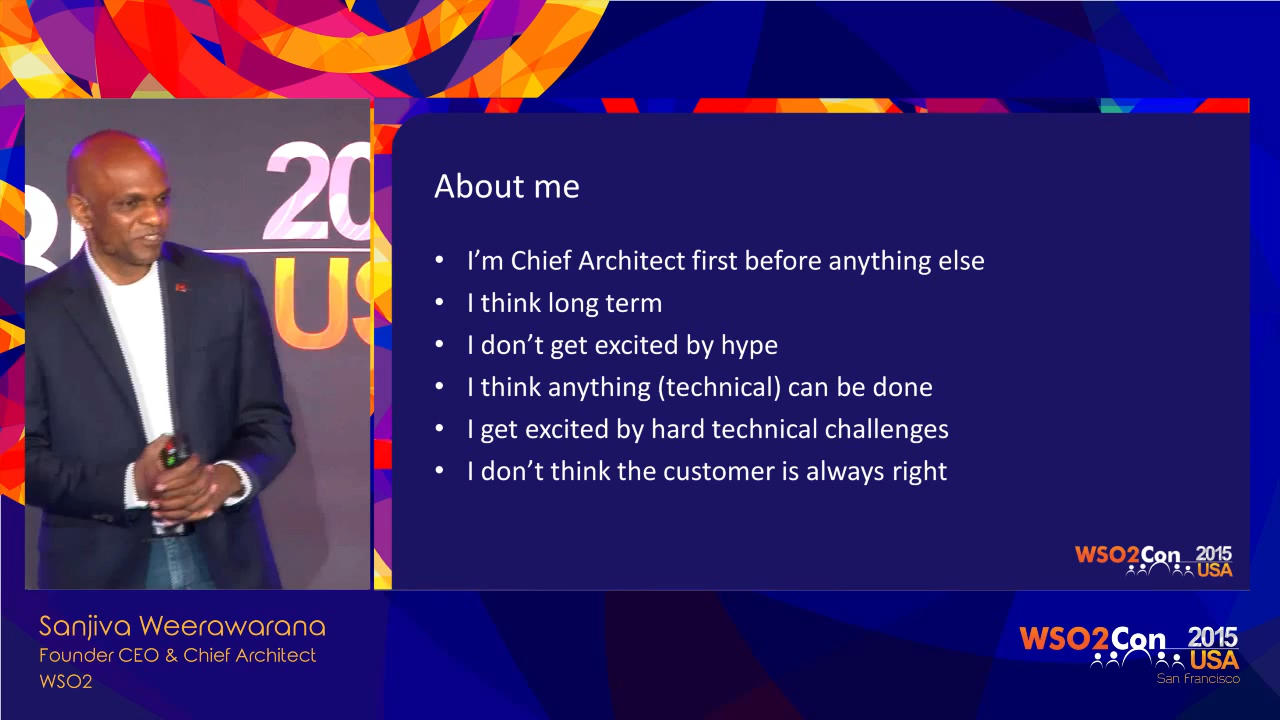 20
US
About me
• I'm Chief Architect first before anything else
• I think long term
• I don't get excited by hype
• I think anything (technical) can be done
• I get excited by hard technical challenges
• I don't think the customer is always right
WSO2Con 2015
USA
Sanjiva Weerawarana
Founder CEO & Chief Architect
WSO2
WSO2Con 2015
USA
San Francisco